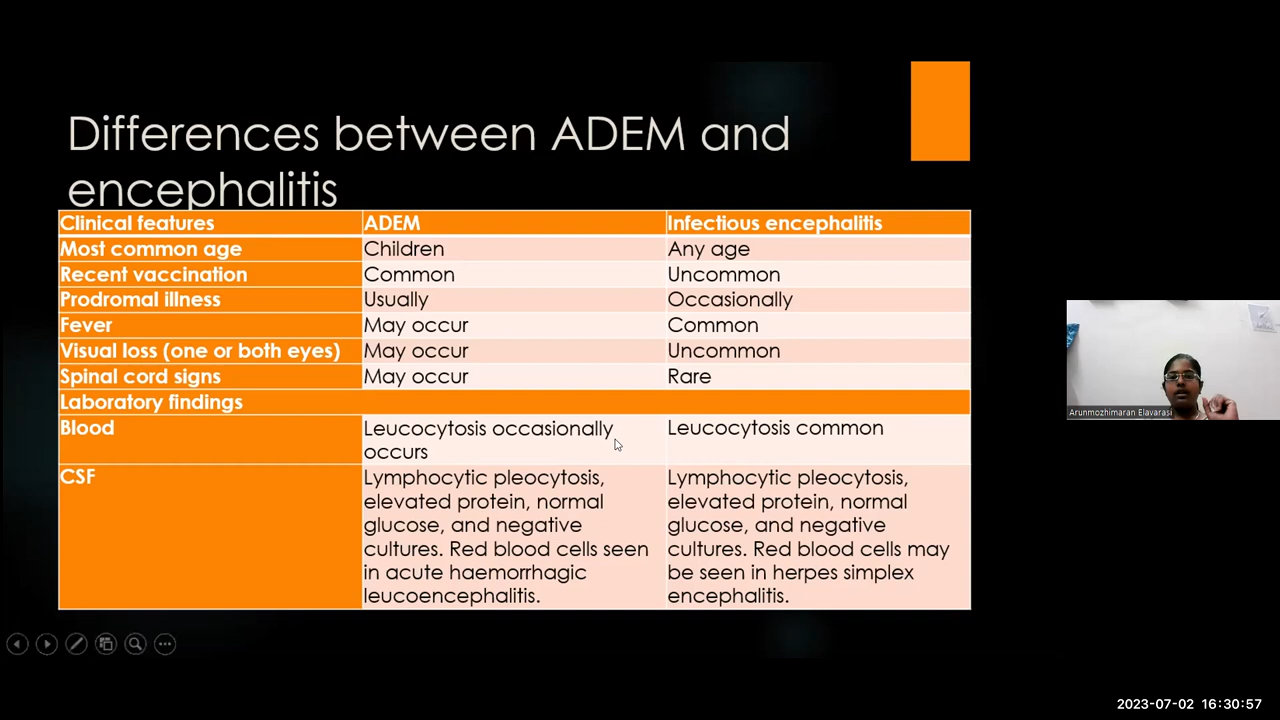 Differences between ADEM and
encephalitis
Clinical features ADEM Infectious encephalitis
Most common age Children Any age
Recent vaccination Common Uncommon
Prodromal illness Usually Occasionally
Fever May occur Common
Visual loss (one or both eyes) May occur Uncommon
Spinal cord signs May occur Rare
Laboratory findings
Blood
Leucocytosis occasionally
occurs
Leucocytosis common
CSF
Lymphocytic pleocytosis,
elevated protein, normal
glucose, and negative
cultures. Red blood cells seen
in acute haemorrhagic
leucoencephalitis.
Lymphocytic pleocytosis,
elevated protein, normal
glucose, and negative
cultures. Red blood cells may
be seen in herpes simplex
encephalitis.
Arunmozhimaran Elavarasi
2023-07-02 16:30:57